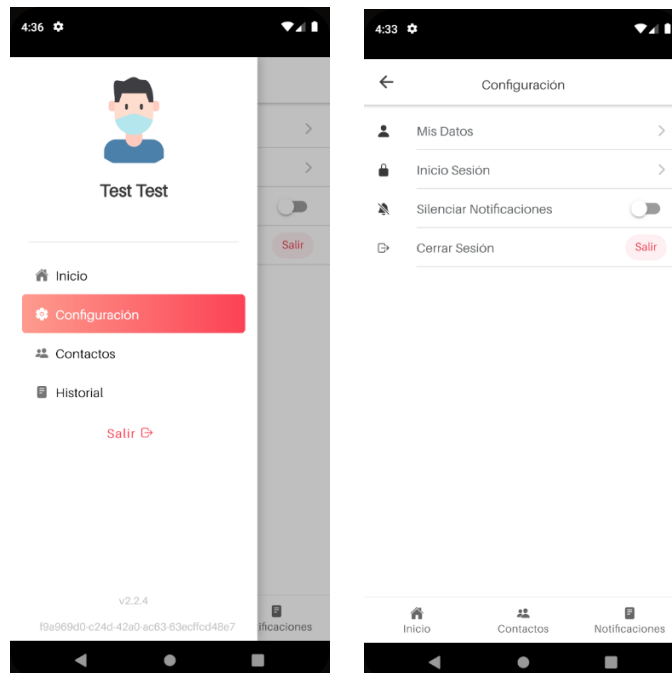 4:36
Test Test
Salir
Inicio
Configuración
Contactos
Historial
Salir
v2.2.4
f9a969d0-c24d-42a0-ac63-63ecffcd48e7
ificaciones
4:33
Configuración
Mis Datos
Inicio Sesión
Silenciar Notificaciones
Cerrar Sesión Salir
Inicio Contactos Notificaciones